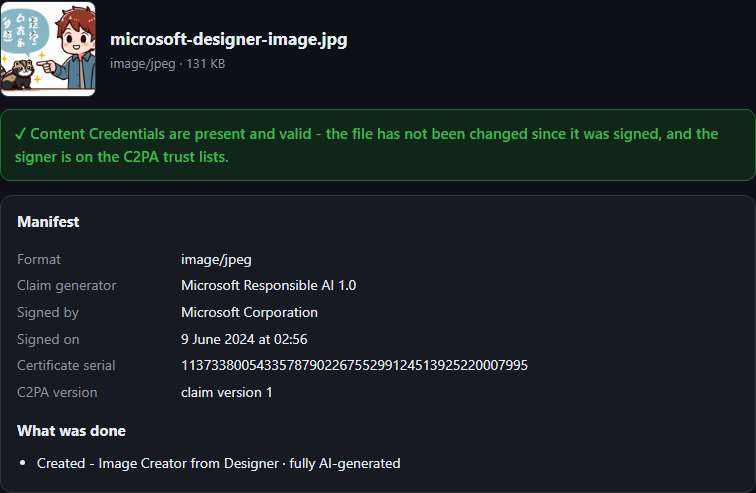 microsoft-designer-image.jpg
image/jpeg · 131 KB
✓ Content Credentials are present and valid - the file has not been changed since it was signed, and the
signer is on the C2PA trust lists.
Manifest
Format image/jpeg
Claim generator Microsoft Responsible AI 1.0
Signed by Microsoft Corporation
Signed on 9 June 2024 at 02:56
Certificate serial 1137338005433578790226755299124513925220007995
C2PA version claim version 1
What was done
• Created - Image Creator from Designer · fully AI-generated